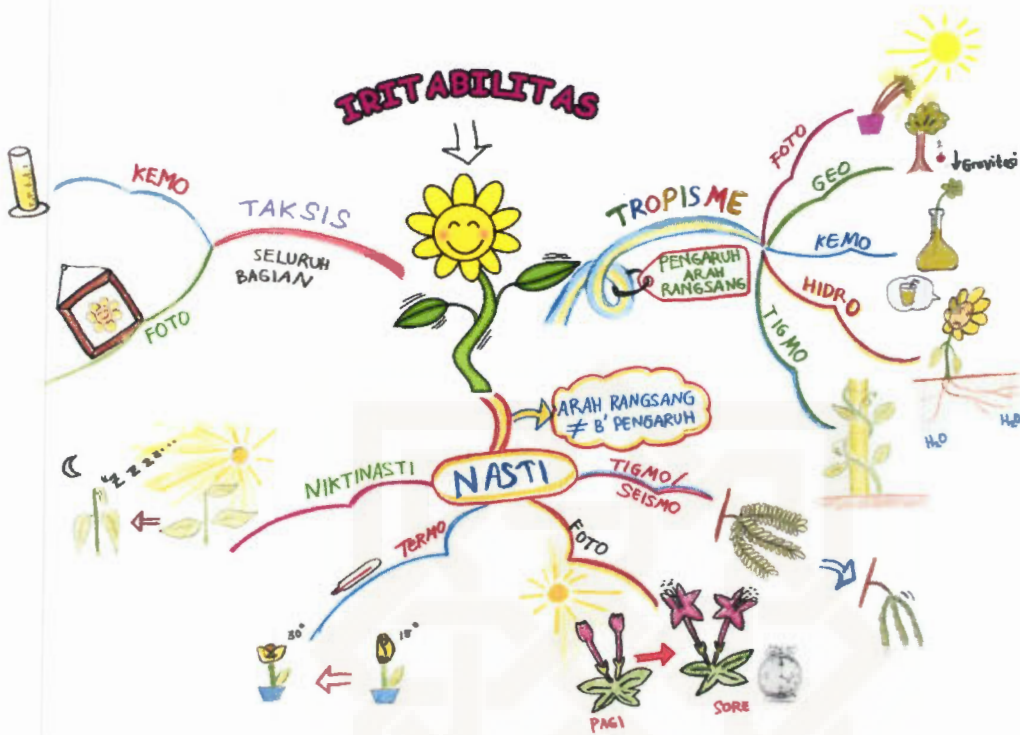 IRITABILITAS
TAKSIS
SELURUH
BAGIAN
KEMO
FOTO
TROPISME
PENGARUH
ARAH
RANGSANG
FOTO
GEO
Gravitasi
KEMO
HIDRO
H₂O
H₂O
TIGMO
ARAH RANGSANG
≠ B' PENGARUH
NASTI
NIKTINASTI
TERMO
30°
15°
FOTO
PAGI
SORE
TIGMO/
SEISMO